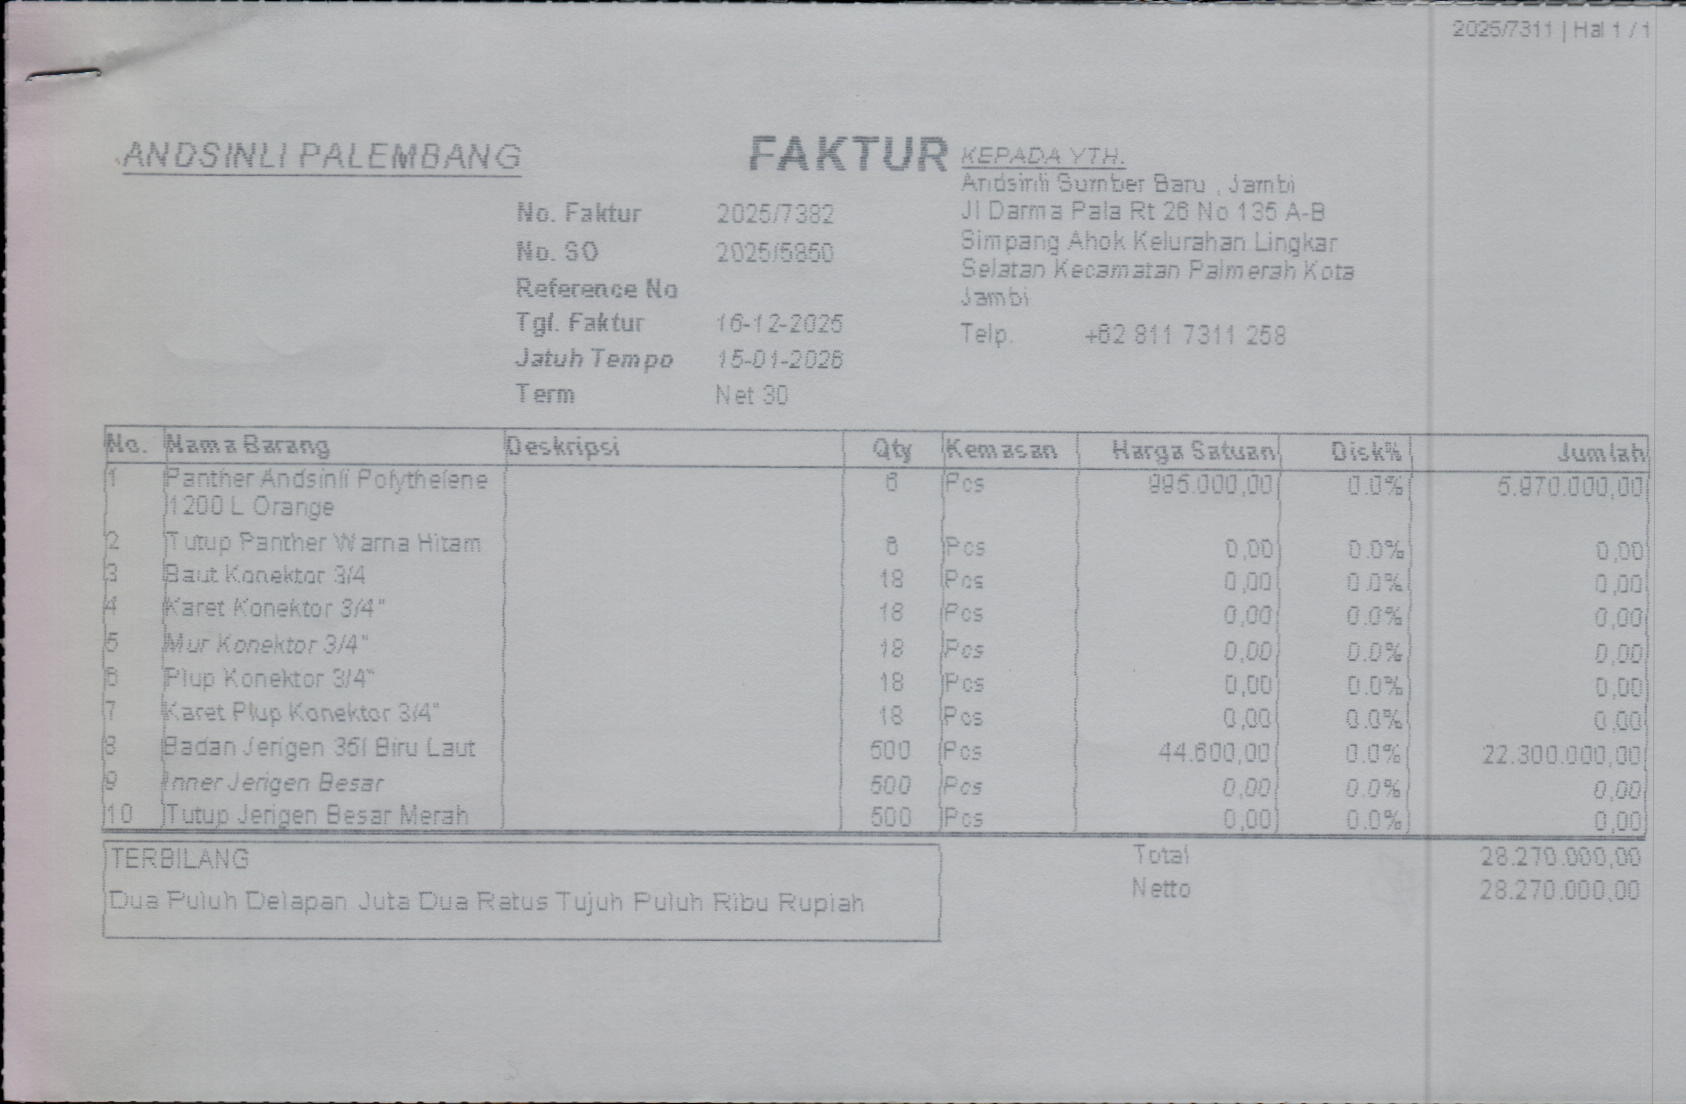 2025/7311 | Hal 1 / 1
ANDSINLI PALEMBANG
FAKTUR
KEPADA YTH.
Andsinli Sumber Baru , Jambi
Jl Darma Pala Rt 26 No 135 A-B
Simpang Ahok Kelurahan Lingkar
Selatan Kecamatan Palmerah Kota
Jambi
Telp. +62 811 7311 258
No. Faktur 2025/7382
No. SO 2025/5850
Reference No
Tgl. Faktur 16-12-2025
Jatuh Tempo 15-01-2026
Term Net 30
No. Nama Barang Deskripsi Qty Kemasan Harga Satuan Disk% Jumlah
1 Panther Andsinli Polythelene 6 Pcs 995.000,00 0.0% 5.970.000,00
1200 L Orange
2 Tutup Panther Warna Hitam 6 Pcs 0,00 0.0% 0,00
3 Baut Konektor 3/4 18 Pcs 0,00 0.0% 0,00
4 Karet Konektor 3/4" 18 Pcs 0,00 0.0% 0,00
5 Mur Konektor 3/4" 18 Pcs 0,00 0.0% 0,00
6 Plup Konektor 3/4" 18 Pcs 0,00 0.0% 0,00
7 Karet Plup Konektor 3/4" 18 Pcs 0,00 0.0% 0,00
8 Badan Jerigen 35l Biru Laut 500 Pcs 44.600,00 0.0% 22.300.000,00
9 Inner Jerigen Besar 500 Pcs 0,00 0.0% 0,00
10 Tutup Jerigen Besar Merah 500 Pcs 0,00 0.0% 0,00
TERBILANG
Dua Puluh Delapan Juta Dua Ratus Tujuh Puluh Ribu Rupiah
Total 28.270.000,00
Netto 28.270.000,00